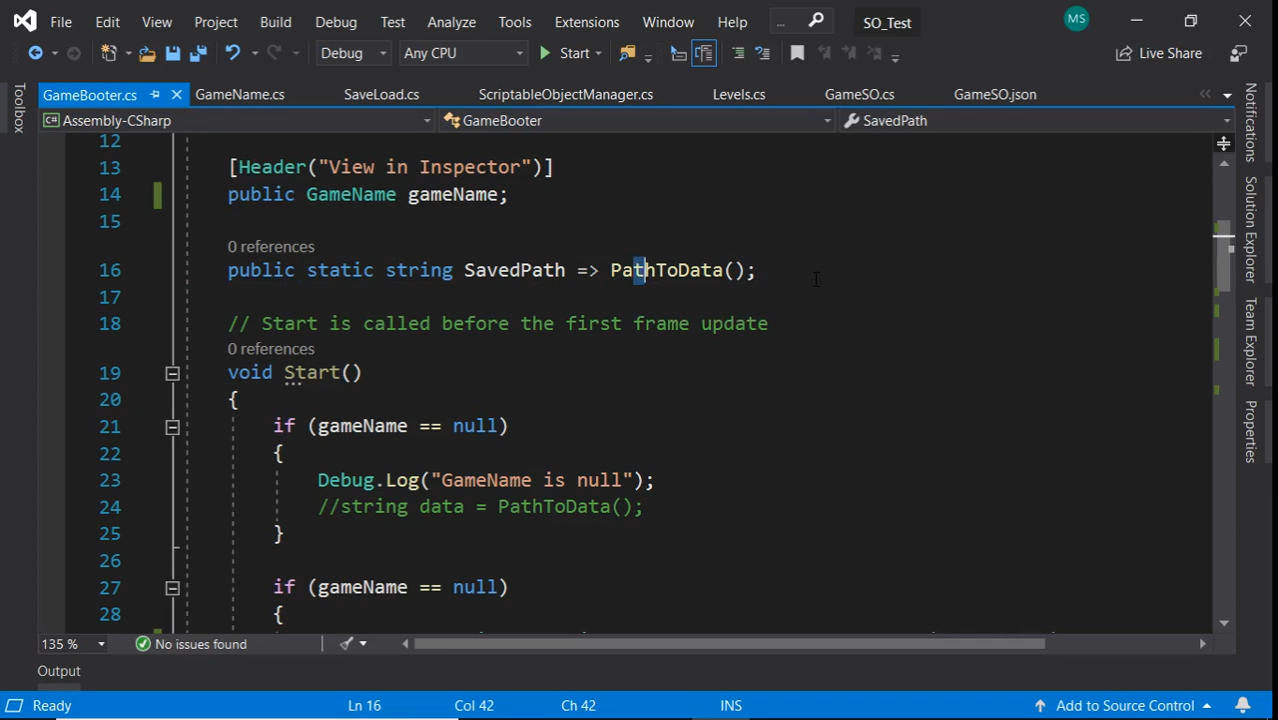 File Edit View Project Build Debug Test Analyze Tools Extensions Window Help ... SO_Test MS
Debug Any CPU Start Live Share
GameBooter.cs GameName.cs SaveLoad.cs ScriptableObjectManager.cs Levels.cs GameSO.cs GameSO.json
Assembly-CSharp GameBooter SavedPath
Toolbox
12
13 [Header("View in Inspector")]
14 public GameName gameName;
15
0 references
16 public static string SavedPath => PathToData();
17
18 // Start is called before the first frame update
0 references
19 void Start()
20 {
21 if (gameName == null)
22 {
23 Debug.Log("GameName is null");
24 //string data = PathToData();
25 }
26
27 if (gameName == null)
28 {
Notifications
Solution Explorer
Team Explorer
Properties
135 % No issues found
Output
Ready Ln 16 Col 42 Ch 42 INS Add to Source Control